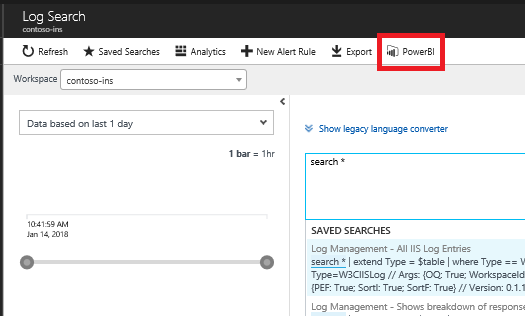 Log Search
contoso-ins
Refresh Saved Searches Analytics New Alert Rule Export PowerBI
Workspace contoso-ins
Data based on last 1 day
Show legacy language converter
1 bar = 1hr
search *
10:41:59 AM
Jan 14, 2018
SAVED SEARCHES
Log Management - All IIS Log Entries
search * | extend Type = $table | where Type == W
Type=W3CIISLog // Args: {OQ: True; WorkspaceId
{PEF: True; SortI: True; SortF: True} // Version: 0.1.1
Log Management - Shows breakdown of response